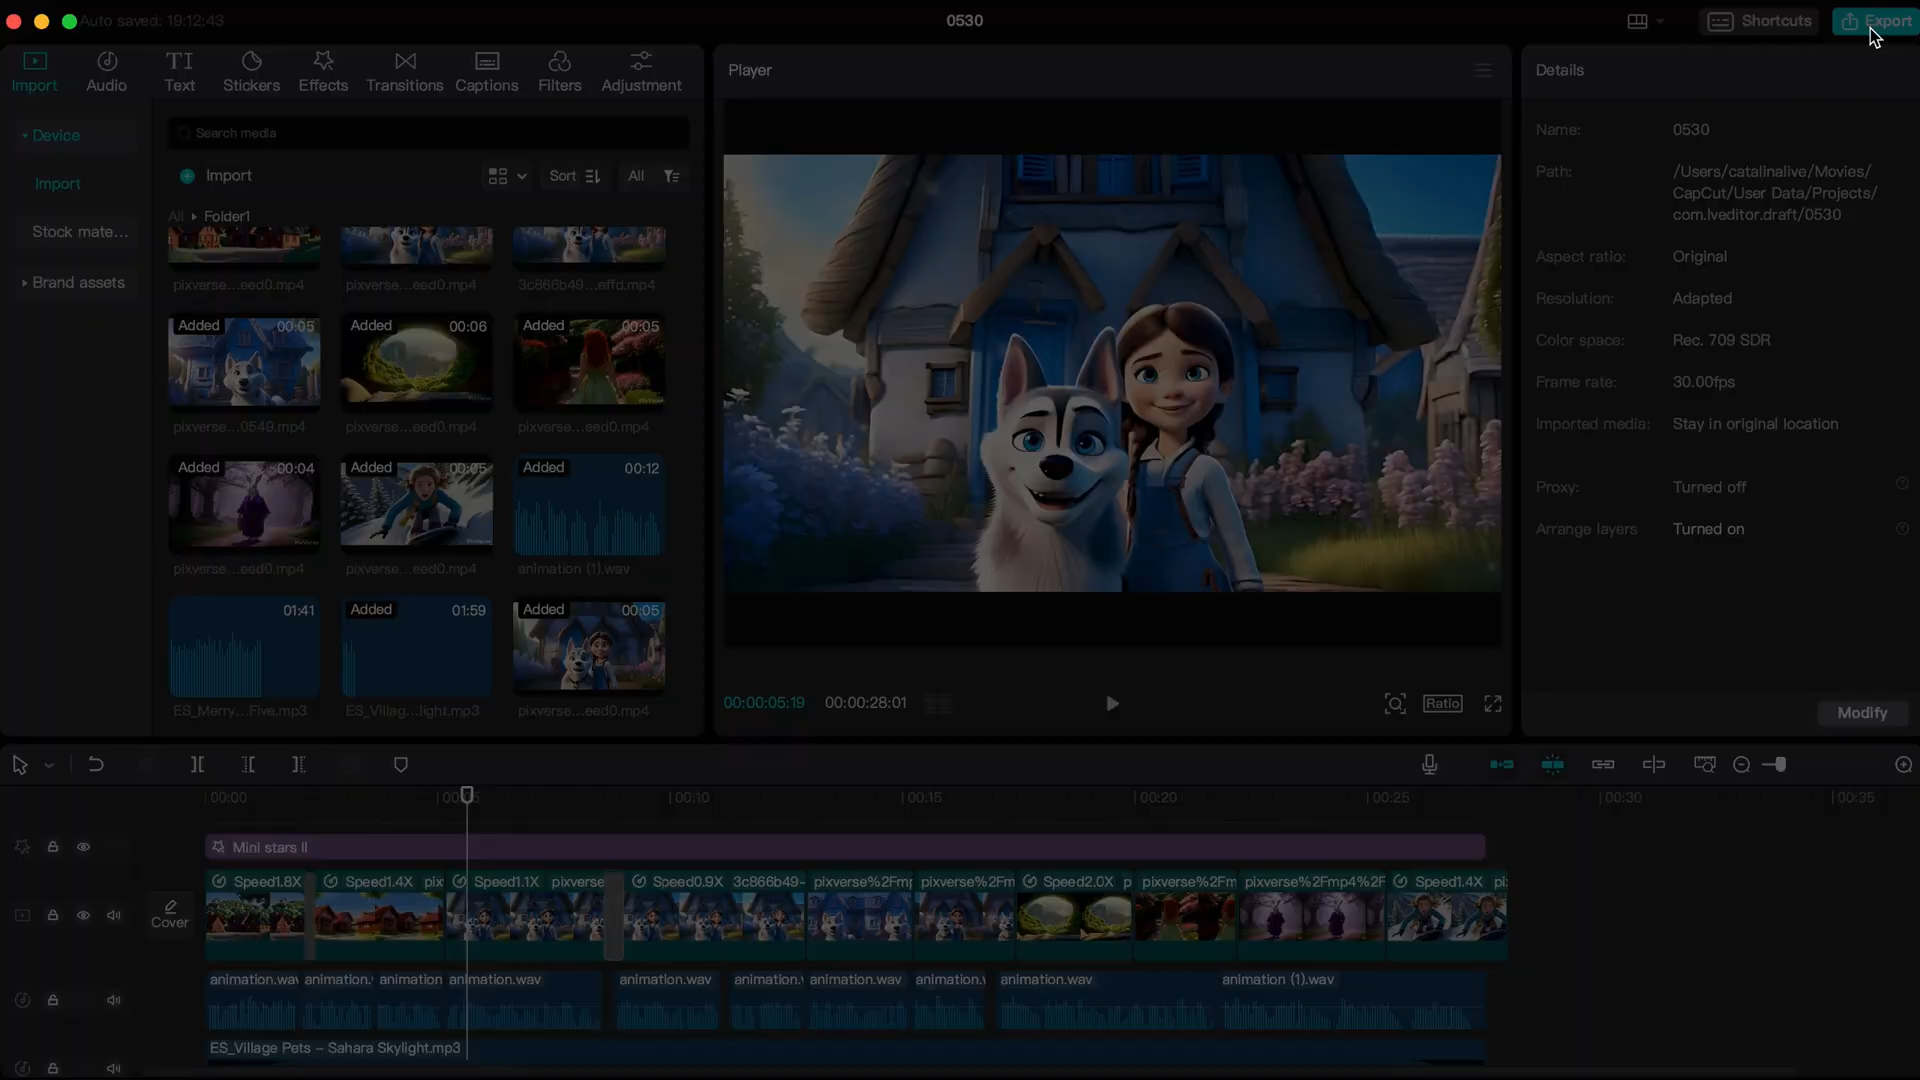 Auto saved: 19:12:43
0530
Shortcuts
Export
Import
Audio
TI Text
Stickers
Effects
Transitions
Captions
Filters
Adjustment
Player
Details
Device
Import
Stock mate...
Brand assets
Search media
Import
Sort
All
All
Folder1
pixverse...eed0.mp4
pixverse...eed0.mp4
3c866b49...effd.mp4
Added 00:05
Added 00:06
Added 00:05
pixverse...0549.mp4
pixverse...eed0.mp4
pixverse...eed0.mp4
Added 00:04
Added 00:05
Added 00:12
pixverse...eed0.mp4
pixverse...eed0.mp4
animation (1).wav
01:41
Added 01:59
Added 00:05
ES_Merry...Five.mp3
ES_Villag...light.mp3
pixverse...eed0.mp4
00:00:05:19
00:00:28:01
Ratio
Name: 0530
Path: /Users/catalinalive/Movies/
CapCut/User Data/Projects/
com.lveditor.draft/0530
Aspect ratio: Original
Resolution: Adapted
Color space: Rec. 709 SDR
Frame rate: 30.00fps
Imported media: Stay in original location
Proxy: Turned off
Arrange layers Turned on
Modify
00:00
00:05
00:10
00:15
00:20
00:25
00:30
00:35
Mini stars II
Cover
Speed1.8X
Speed1.4X pix
Speed1.1X pixverse
Speed0.9X 3c866b49-
pixverse%2Fmp
pixverse%2Fm
Speed2.0X p
pixverse%2Fm
pixverse%2Fmp4%2F
Speed1.4X pi
animation.wav
animation.
animation
animation.wav
animation.wav
animation.
animation.wav
animation.
animation.wav
animation (1).wav
ES_Village Pets – Sahara Skylight.mp3